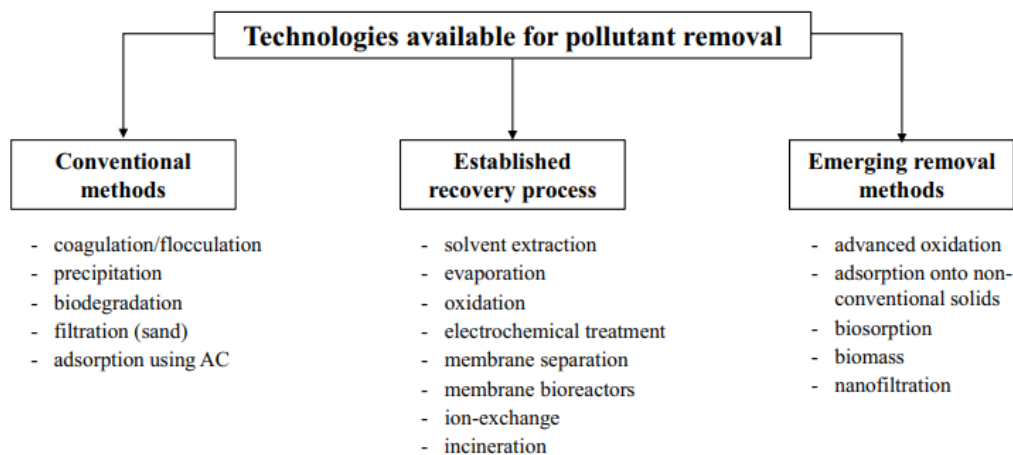 Technologies available for pollutant removal
Conventional
methods
- coagulation/flocculation
- precipitation
- biodegradation
- filtration (sand)
- adsorption using AC
Established
recovery process
- solvent extraction
- evaporation
- oxidation
- electrochemical treatment
- membrane separation
- membrane bioreactors
- ion-exchange
- incineration
Emerging removal
methods
- advanced oxidation
- adsorption onto non-
conventional solids
- biosorption
- biomass
- nanofiltration